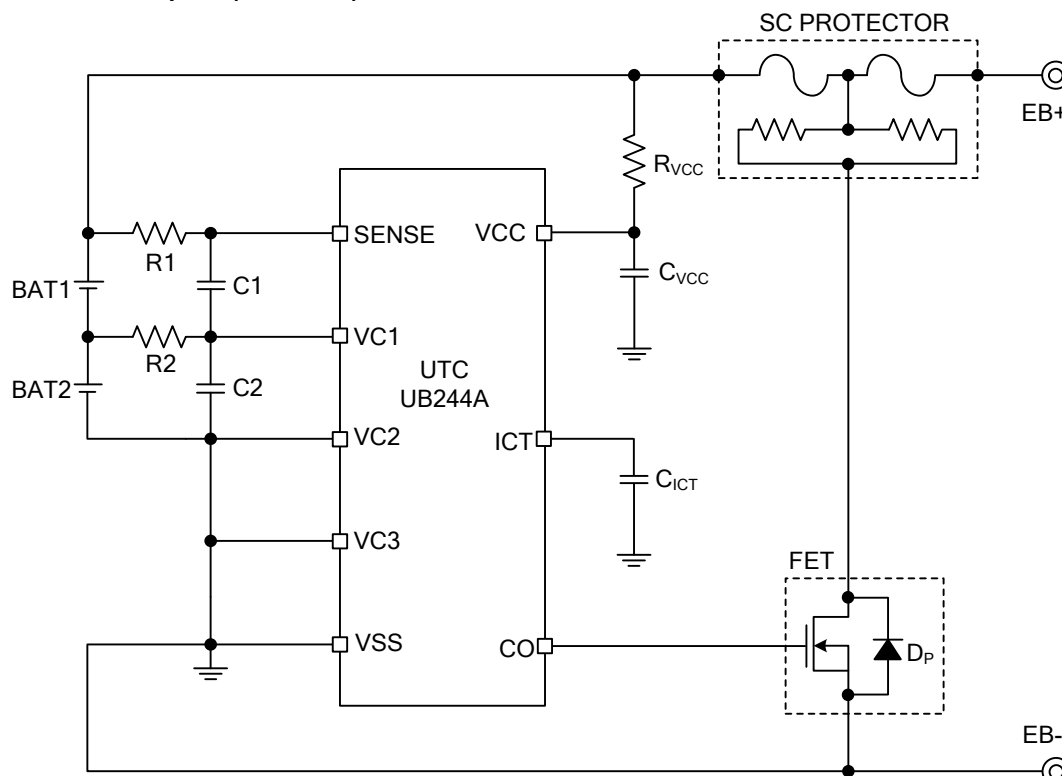 SC PROTECTOR
EB+
RVCC
SENSE
VCC
R1
C1
BAT1
CVCC
VC1
R2
UTC
UB244A
BAT2
C2
VC2
ICT
CICT
VC3
FET
VSS
CO
DP
EB-